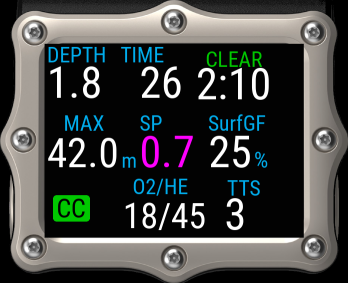 DEPTH TIME CLEAR
1.8 26 2:10
MAX SP SurfGF
42.0m 0.7 25%
O2/HE TTS
CC 18/45 3